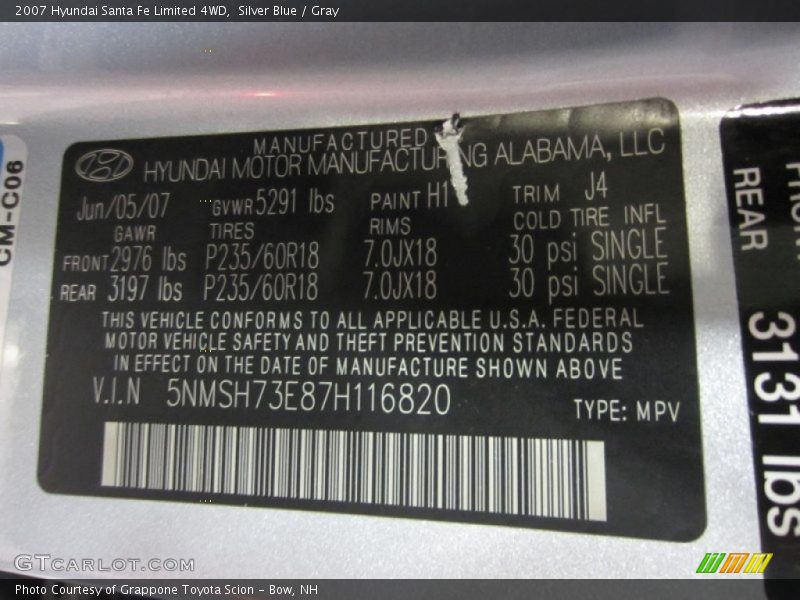 2007 Hyundai Santa Fe Limited 4WD, Silver Blue / Gray
MANUFACTURED
HYUNDAI MOTOR MANUFACTURING ALABAMA, LLC
Jun/05/07 GVWR 5291 lbs PAINT H1 TRIM J4
GAWR TIRES RIMS COLD TIRE INFL
FRONT 2976 lbs P235/60R18 7.0JX18 30 psi SINGLE
REAR 3197 lbs P235/60R18 7.0JX18 30 psi SINGLE
THIS VEHICLE CONFORMS TO ALL APPLICABLE U.S.A. FEDERAL
MOTOR VEHICLE SAFETY AND THEFT PREVENTION STANDARDS
IN EFFECT ON THE DATE OF MANUFACTURE SHOWN ABOVE
V.I.N 5NMSH73E87H116820
TYPE: MPV
CM-C06
REAR 3131 lbs
GTCARLOT.COM
Photo Courtesy of Grappone Toyota Scion - Bow, NH